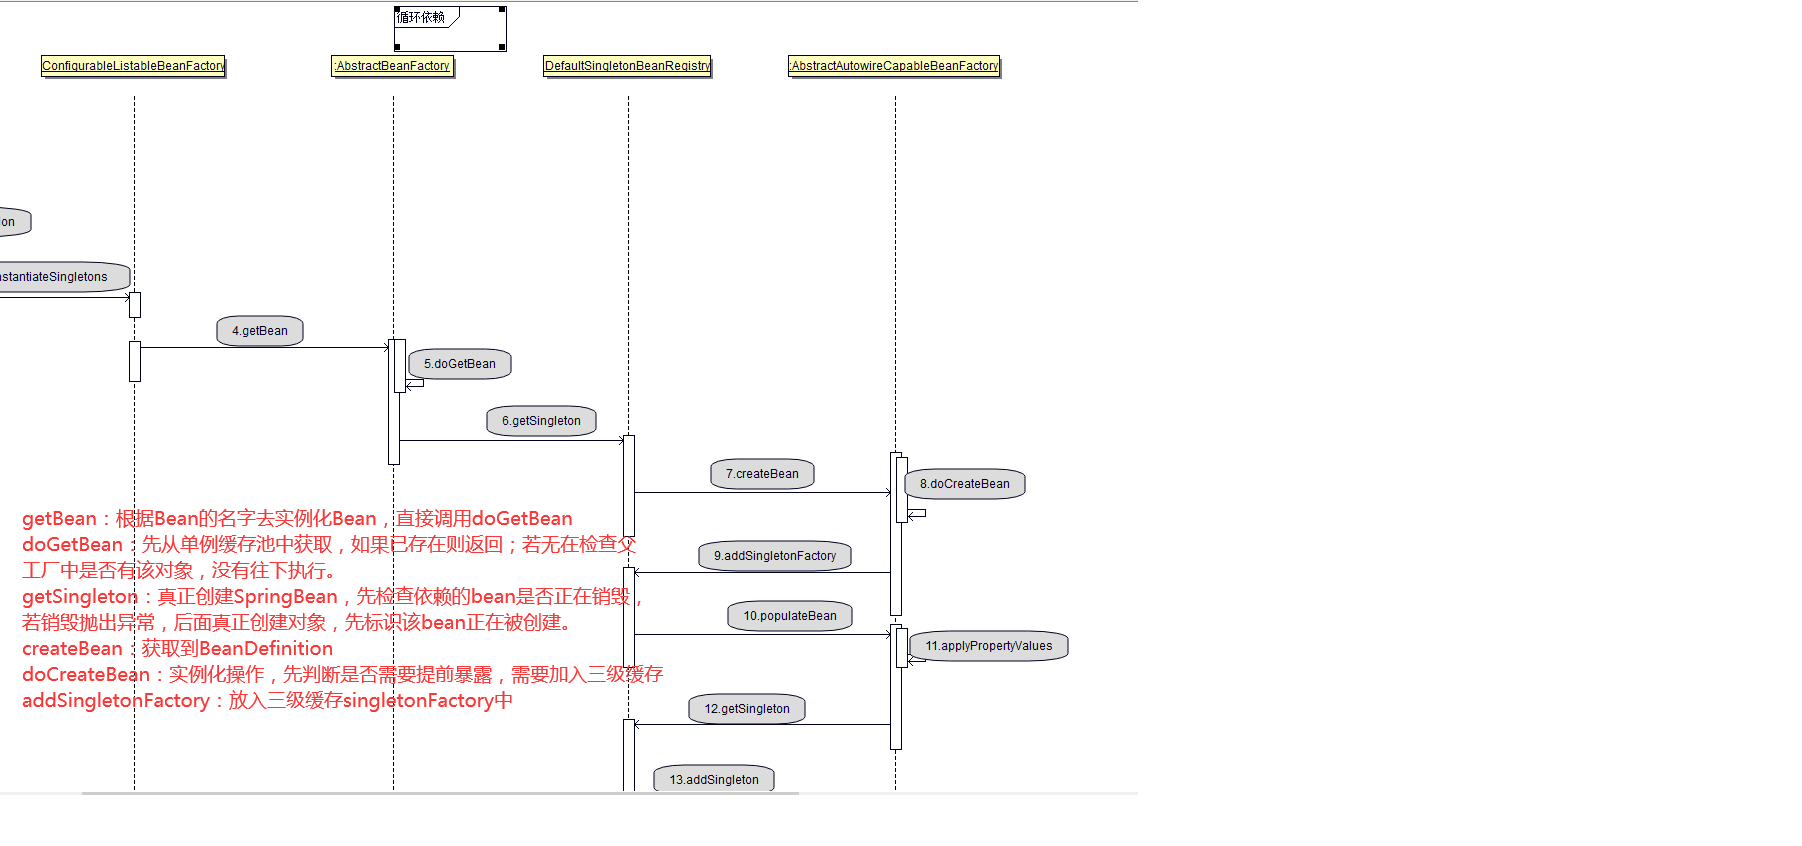 循环依赖
ConfigurableListableBeanFactory
:AbstractBeanFactory
DefaultSingletonBeanRegistry
:AbstractAutowireCapableBeanFactory
ion
nstantiateSingletons
4.getBean
5.doGetBean
6.getSingleton
7.createBean
8.doCreateBean
9.addSingletonFactory
10.populateBean
11.applyPropertyValues
12.getSingleton
13.addSingleton
getBean：根据Bean的名字去实例化Bean，直接调用doGetBean
doGetBean：先从单例缓存池中获取，如果已存在则返回；若无在检查父
工厂中是否有该对象，没有往下执行。
getSingleton：真正创建SpringBean，先检查依赖的bean是否正在销毁，
若销毁抛出异常，后面真正创建对象，先标识该bean正在被创建。
createBean：获取到BeanDefinition
doCreateBean：实例化操作，先判断是否需要提前暴露，需要加入三级缓存
addSingletonFactory：放入三级缓存singletonFactory中